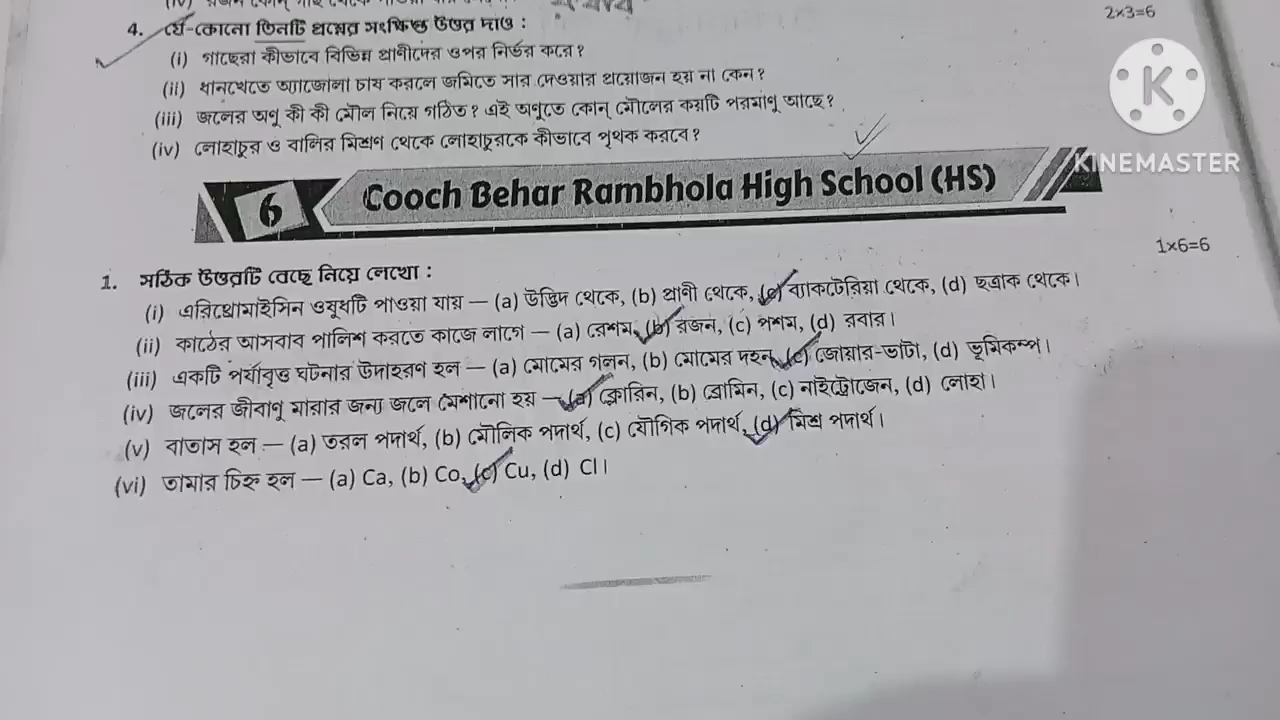 4. যে-কোনো তিনটি প্রশ্নের সংক্ষিপ্ত উত্তর দাও : 2×3=6
(i) গাছেরা কীভাবে বিভিন্ন প্রাণীদের ওপর নির্ভর করে?
(ii) ধানখেতে অ্যাজোলা চাষ করলে জমিতে সার দেওয়ার প্রয়োজন হয় না কেন?
(iii) জলের অণু কী কী মৌল নিয়ে গঠিত? এই অণুতে কোন্ মৌলের কয়টি পরমাণু আছে?
(iv) লোহাচুর ও বালির মিশ্রণ থেকে লোহাচুরকে কীভাবে পৃথক করবে?
K
KINEMASTER
6 Cooch Behar Rambhola High School (HS)
1. সঠিক উত্তরটি বেছে নিয়ে লেখো : 1×6=6
(i) এরিথ্রোমাইসিন ওষুধটি পাওয়া যায় — (a) উদ্ভিদ থেকে, (b) প্রাণী থেকে, (c) ব্যাকটেরিয়া থেকে, (d) ছত্রাক থেকে।
(ii) কাঠের আসবাব পালিশ করতে কাজে লাগে — (a) রেশম, (b) রজন, (c) পশম, (d) রবার।
(iii) একটি পর্যাবৃত্ত ঘটনার উদাহরণ হল — (a) মোমের গলন, (b) মোমের দহন, (c) জোয়ার-ভাটা, (d) ভূমিকম্প।
(iv) জলের জীবাণু মারার জন্য জলে মেশানো হয় — (a) ক্লোরিন, (b) ব্রোমিন, (c) নাইট্রোজেন, (d) লোহা।
(v) বাতাস হল — (a) তরল পদার্থ, (b) মৌলিক পদার্থ, (c) যৌগিক পদার্থ, (d) মিশ্র পদার্থ।
(vi) তামার চিহ্ন হল — (a) Ca, (b) Co, (c) Cu, (d) Cl।